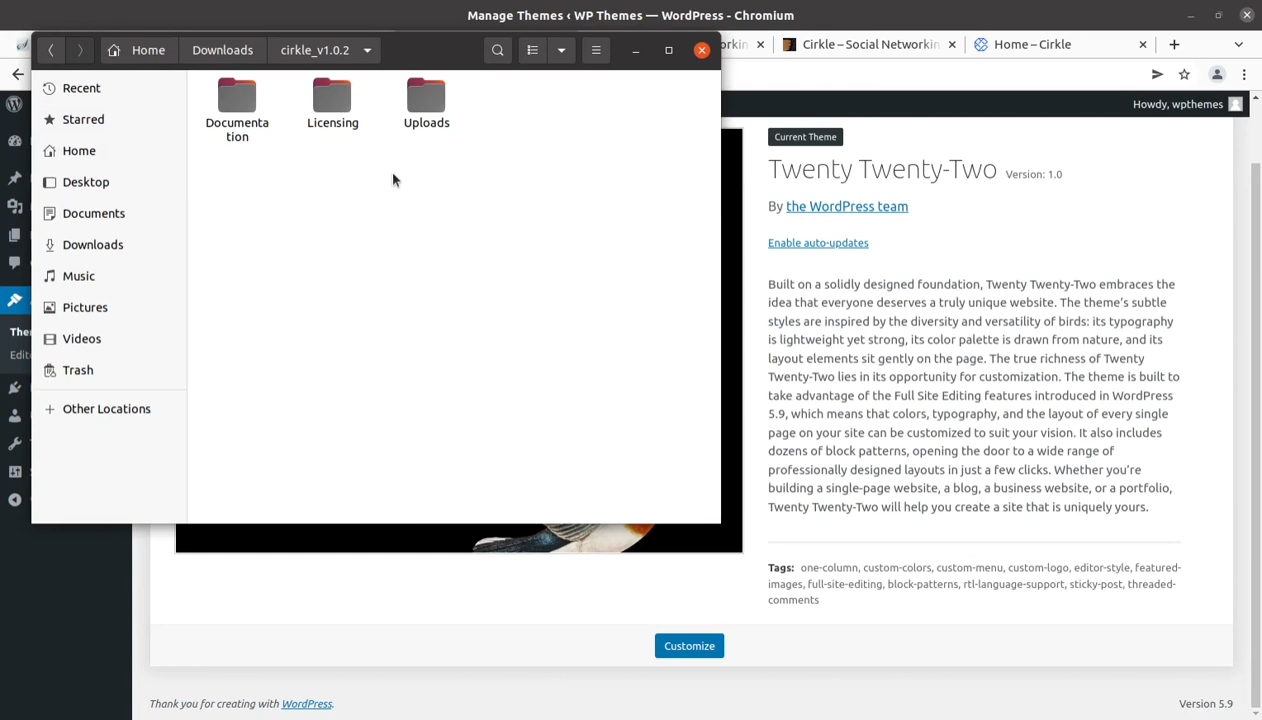 Manage Themes ‹ WP Themes — WordPress - Chromium
Home
Downloads
cirkle_v1.0.2
Cirkle – Social Networkin
Home – Cirkle
Howdy, wpthemes
Recent
Starred
Home
Desktop
Documents
Downloads
Music
Pictures
Videos
Trash
Other Locations
Documenta
tion
Licensing
Uploads
Current Theme
Twenty Twenty-Two Version: 1.0
By the WordPress team
Enable auto-updates
Built on a solidly designed foundation, Twenty Twenty-Two embraces the
idea that everyone deserves a truly unique website. The theme’s subtle
styles are inspired by the diversity and versatility of birds: its typography
is lightweight yet strong, its color palette is drawn from nature, and its
layout elements sit gently on the page. The true richness of Twenty
Twenty-Two lies in its opportunity for customization. The theme is built to
take advantage of the Full Site Editing features introduced in WordPress
5.9, which means that colors, typography, and the layout of every single
page on your site can be customized to suit your vision. It also includes
dozens of block patterns, opening the door to a wide range of
professionally designed layouts in just a few clicks. Whether you’re
building a single-page website, a blog, a business website, or a portfolio,
Twenty Twenty-Two will help you create a site that is uniquely yours.
Tags: one-column, custom-colors, custom-menu, custom-logo, editor-style, featured-
images, full-site-editing, block-patterns, rtl-language-support, sticky-post, threaded-
comments
Customize
Thank you for creating with WordPress.
Version 5.9